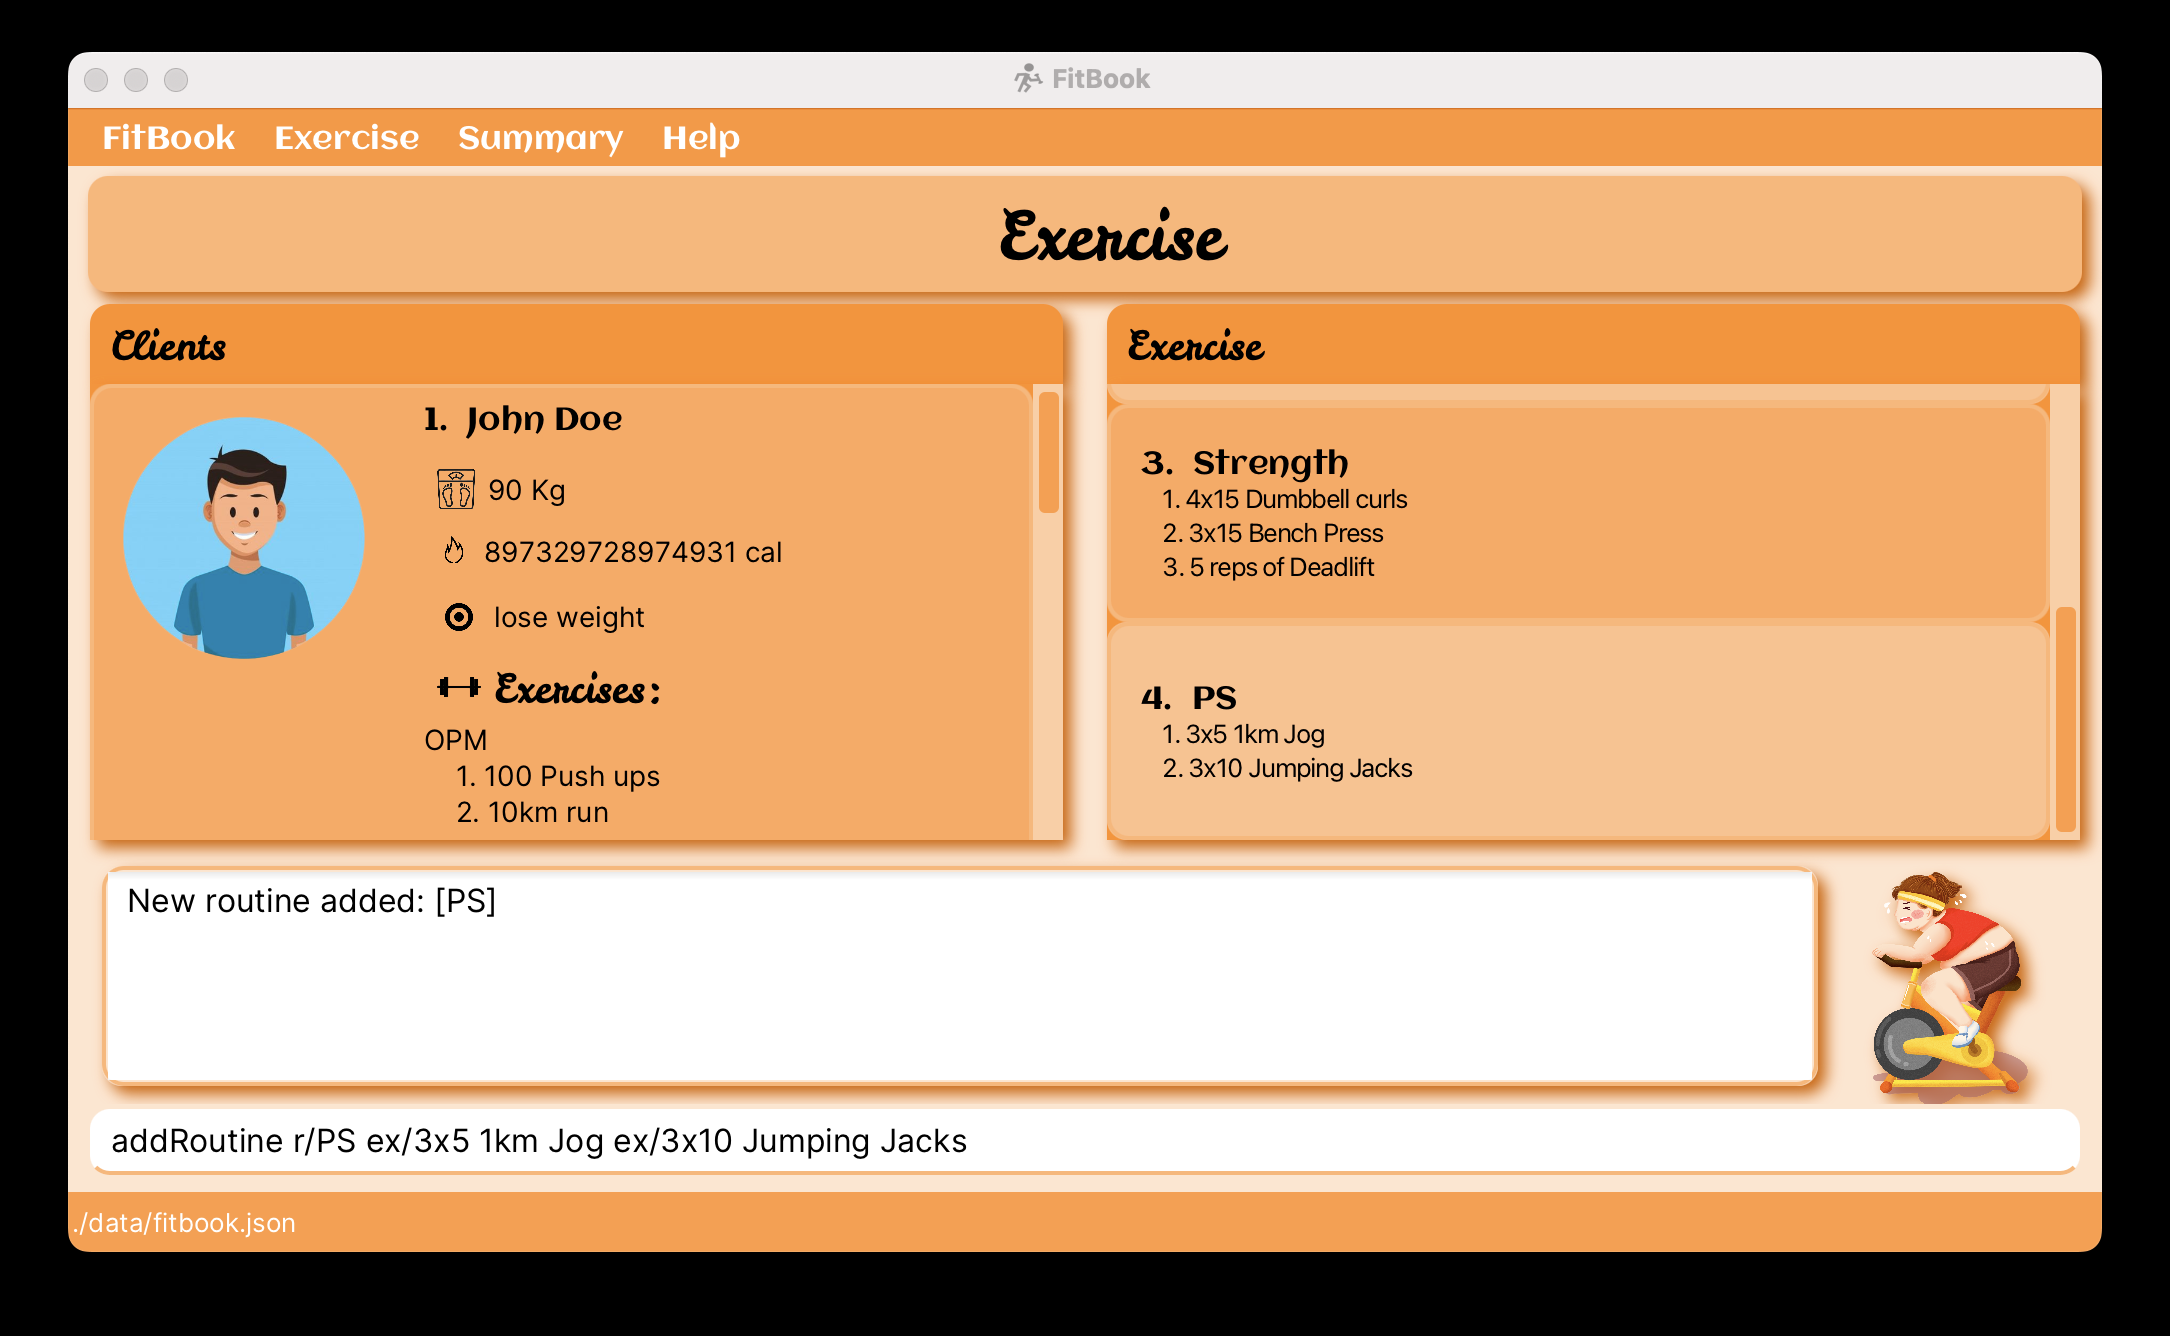 FitBook
FitBook Exercise Summary Help
Exercise
Clients
1. John Doe
90 Kg
897329728974931 cal
lose weight
Exercises:
OPM
1. 100 Push ups
2. 10km run
Exercise
3. Strength
1. 4x15 Dumbbell curls
2. 3x15 Bench Press
3. 5 reps of Deadlift
4. PS
1. 3x5 1km Jog
2. 3x10 Jumping Jacks
New routine added: [PS]
addRoutine r/PS ex/3x5 1km Jog ex/3x10 Jumping Jacks
./data/fitbook.json